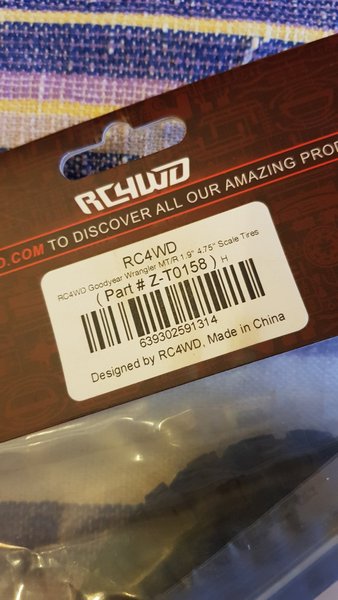 RC4WD
D.COM TO DISCOVER ALL OUR AMAZING PROD
RC4WD
RC4WD Goodyear Wrangler MT/R 1.9" 4.75" Scale Tires
( Part # Z-T0158 ) H
639302591314
Designed by RC4WD. Made in China